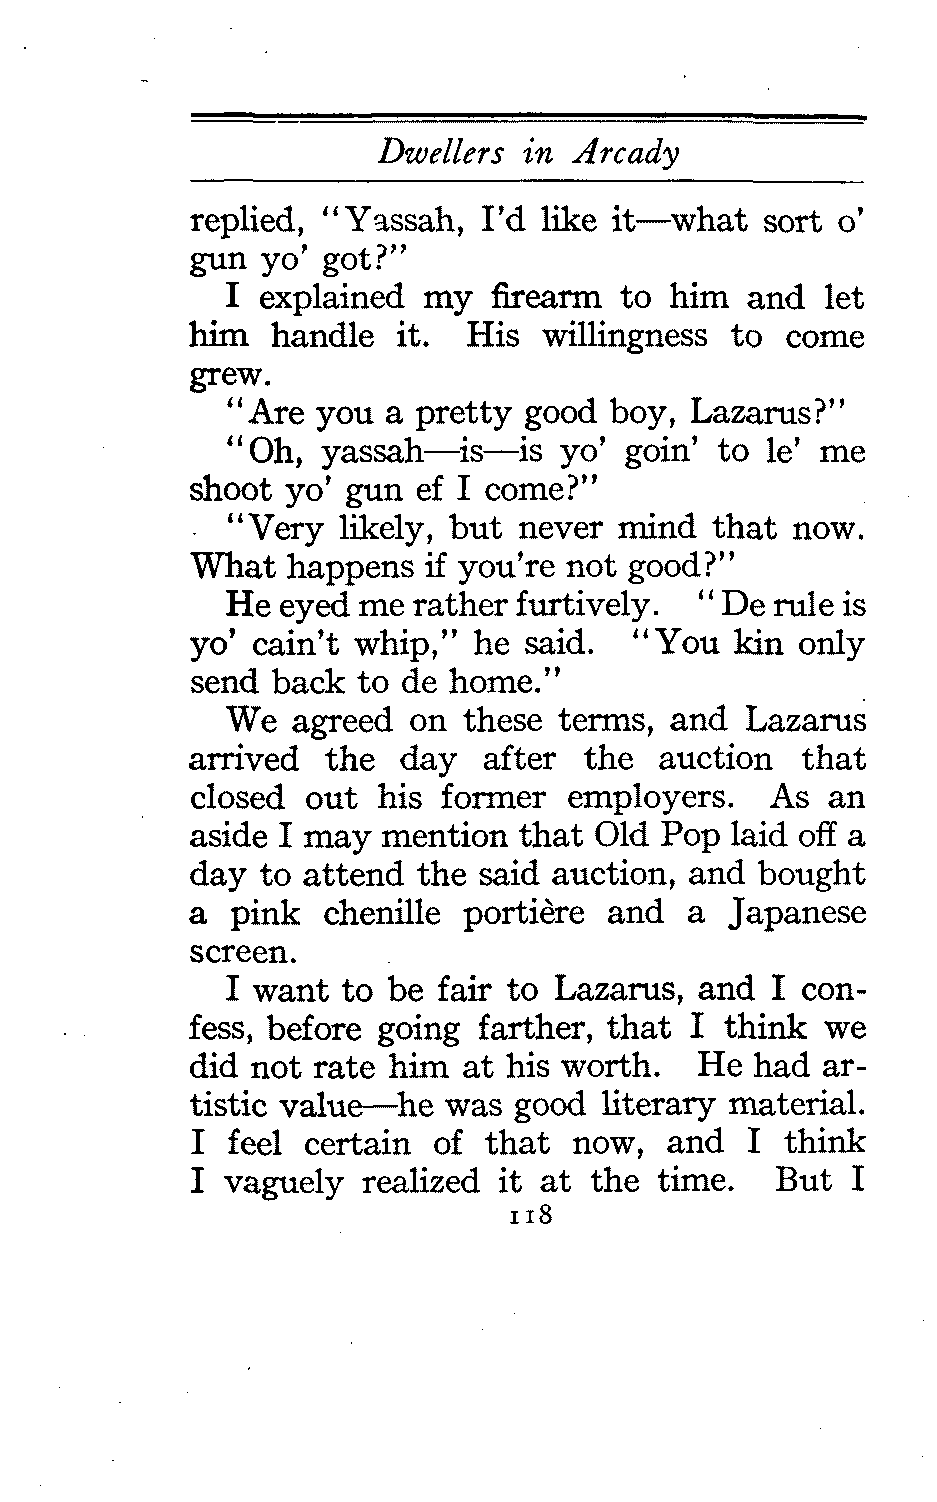 Dwellers in Arcady
replied, "Yassah, I'd like it—what sort o'
gun yo' got?"
I explained my firearm to him and let
him handle it. His willingness to come
grew.
"Are you a pretty good boy, Lazarus?"
"Oh, yassah—is—is yo' goin' to le' me
shoot yo' gun ef I come?"
"Very likely, but never mind that now.
What happens if you're not good?"
He eyed me rather furtively. "De rule is
yo' cain't whip," he said. "You kin only
send back to de home."
We agreed on these terms, and Lazarus
arrived the day after the auction that
closed out his former employers. As an
aside I may mention that Old Pop laid off a
day to attend the said auction, and bought
a pink chenille portière and a Japanese
screen.
I want to be fair to Lazarus, and I con-
fess, before going farther, that I think we
did not rate him at his worth. He had ar-
tistic value—he was good literary material.
I feel certain of that now, and I think
I vaguely realized it at the time. But I
118